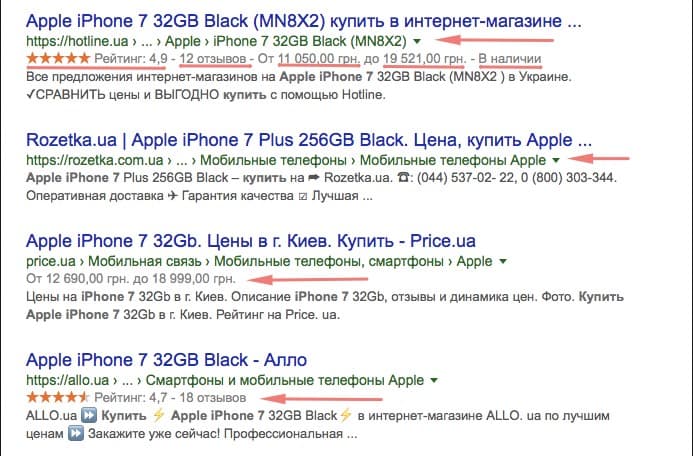 Apple iPhone 7 32GB Black (MN8X2) купить в интернет-магазине ...
https://hotline.ua › ... › Apple › iPhone 7 32GB Black (MN8X2) ▼
★★★★★ Рейтинг: 4,9 - 12 отзывов - От 11 050,00 грн. до 19 521,00 грн. - В наличии
Все предложения интернет-магазинов на Apple iPhone 7 32GB Black (MN8X2 ) в Украине.
✓СРАВНИТЬ цены и ВЫГОДНО купить с помощью Hotline.
Rozetka.ua | Apple iPhone 7 Plus 256GB Black. Цена, купить Apple ...
https://rozetka.com.ua › ... › Мобильные телефоны › Мобильные телефоны Apple ▼
Apple iPhone 7 Plus 256GB Black – купить на ➦ Rozetka.ua. ☎: (044) 537-02- 22, 0 (800) 303-344.
Оперативная доставка ✈ Гарантия качества ☑ Лучшая ...
Apple iPhone 7 32Gb. Цены в г. Киев. Купить - Price.ua
price.ua › Мобильная связь › Мобильные телефоны, смартфоны › Apple ▼
От 12 690,00 грн. до 18 999,00 грн.
Цены на iPhone 7 32Gb в г. Киев. Описание iPhone 7 32Gb, отзывы и динамика цен. Фото. Купить
Apple iPhone 7 32Gb в г. Киев. Рейтинг на Price. ua.
Apple iPhone 7 32GB Black - Алло
https://allo.ua › ... › Смартфоны и мобильные телефоны Apple ▼
★★★★★ Рейтинг: 4,7 - 18 отзывов
ALLO.ua ⏩ Купить ⚡ Apple iPhone 7 32GB Black⚡ в интернет-магазине ALLO. ua по лучшим
ценам ⏩ Закажите уже сейчас! Профессиональная ...